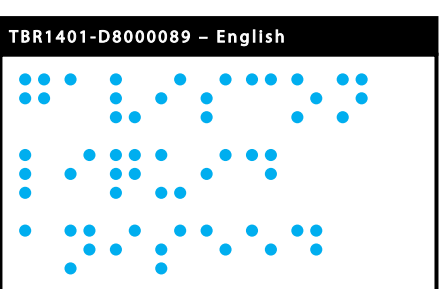 TBR1401-D8000089 – English
⠛⠁⠧⠊⠎⠉⠕⠝
⠇⠊⠟⠥⠊⠙
⠁⠝⠊⠎⠑⠑⠙